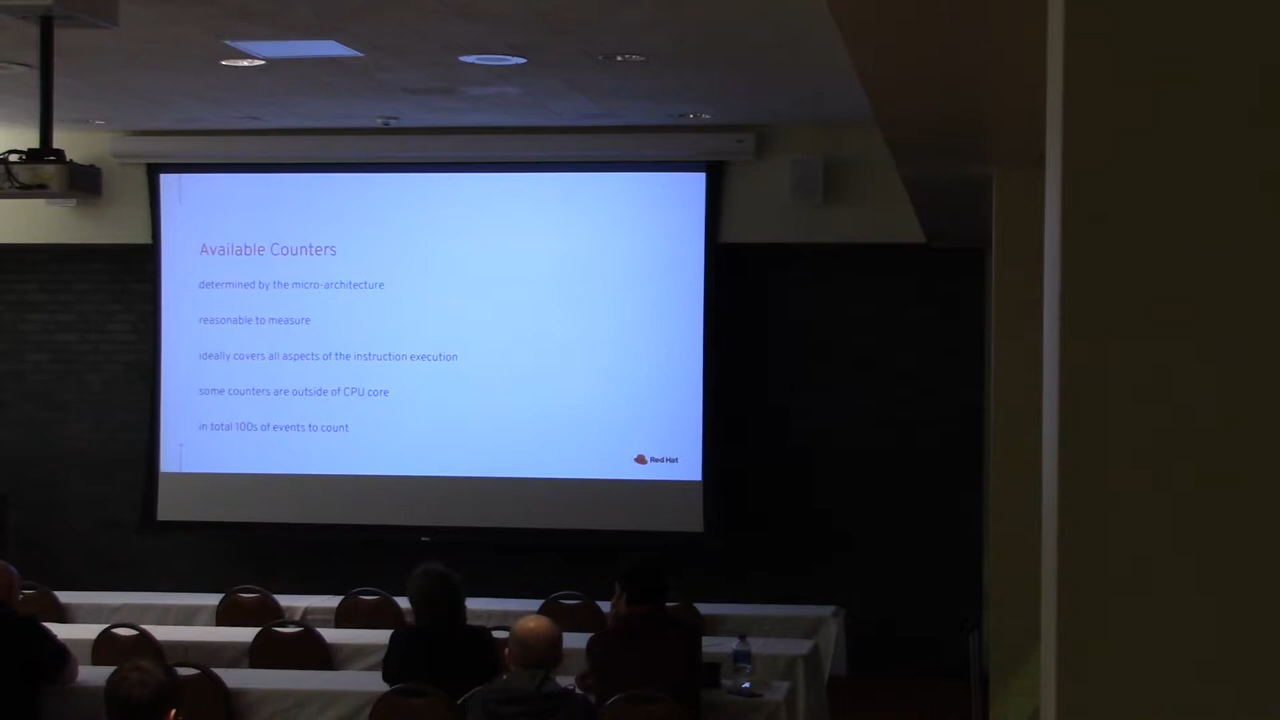 Available Counters
determined by the micro-architecture
reasonable to measure
ideally covers all aspects of the instruction execution
some counters are outside of CPU core
in total 100s of events to count
Red Hat